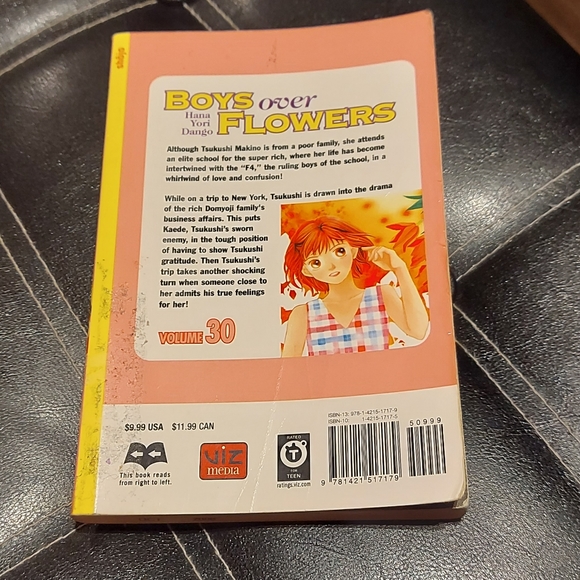 shōjo
BOYS over
Hana
Yori
Dango
FLOWERS
Although Tsukushi Makino is from a poor family, she attends
an elite school for the super rich, where her life has become
intertwined with the "F4," the ruling boys of the school, in a
whirlwind of love and confusion!
While on a trip to New York, Tsukushi is drawn into the drama
of the rich Domyoji family's
business affairs. This puts
Kaede, Tsukushi's sworn
enemy, in the tough position
of having to show Tsukushi
gratitude. Then Tsukushi's
trip takes another shocking
turn when someone close to
her admits his true feelings
for her!
VOLUME 30
$9.99 USA $11.99 CAN
This book reads
from right to left.
VIZ
MEDIA
RATED
T
FOR
TEEN
ratings.viz.com
ISBN-13: 978-1-4215-1717-9
ISBN-10: 1-4215-1717-5
50999
9 781421 517179